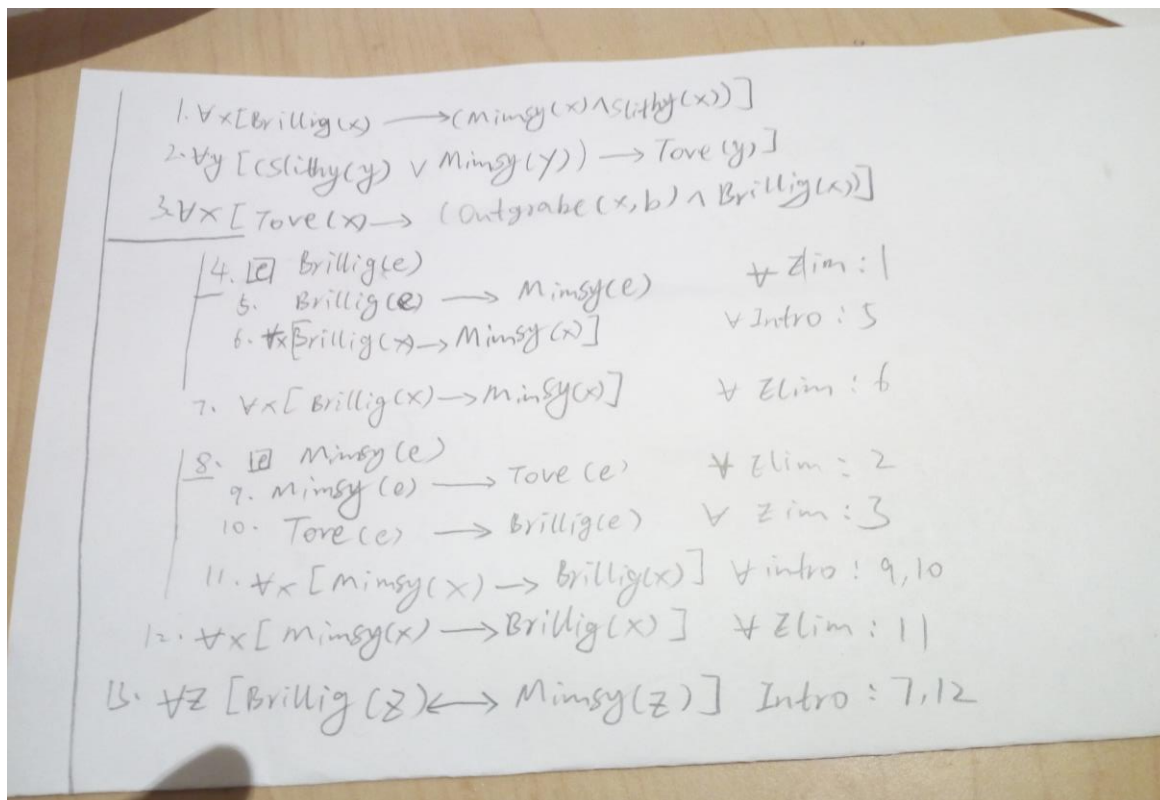 1. ∀x[Brillig(x) → (Mimsy(x) ∧ Slithy(x))]
2. ∀y [(Slithy(y) ∨ Mimsy(y)) → Tove(y)]
3. ∀x [Tove(x) → (Outgrabe(x,b) ∧ Brillig(x))]
4. [e] Brillig(e)
5. Brillig(e) → Mimsy(e) ∀ Elim : 1
6. ∀x[Brillig(x) → Mimsy(x)] ∀ Intro : 5
7. ∀x[Brillig(x) → Mimsy(x)] ∀ Elim : 6
8. [e] Mimsy(e)
9. Mimsy(e) → Tove(e) ∀ Elim : 2
10. Tove(e) → Brillig(e) ∀ Eim : 3
11. ∀x [Mimsy(x) → Brillig(x)] ∀ intro : 9,10
12. ∀x [Mimsy(x) → Brillig(x)] ∀ Elim : 11
13. ∀z [Brillig(z) ↔ Mimsy(z)] Intro : 7,12